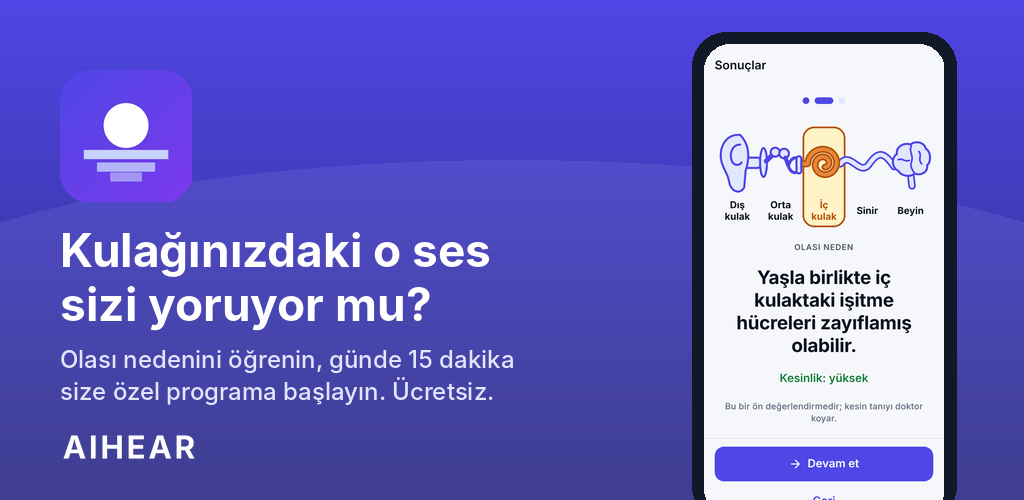 Kulağınızdaki o ses
sizi yoruyor mu?
Olası nedenini öğrenin, günde 15 dakika
size özel programa başlayın. Ücretsiz.
AIHEAR
Sonuçlar
Dış
kulak
Orta
kulak
İç
kulak
Sinir
Beyin
OLASI NEDEN
Yaşla birlikte iç
kulaktaki işitme
hücreleri zayıflamış
olabilir.
Kesinlik: yüksek
Bu bir ön değerlendirmedir; kesin tanıyı doktor
koyar.
→ Devam et